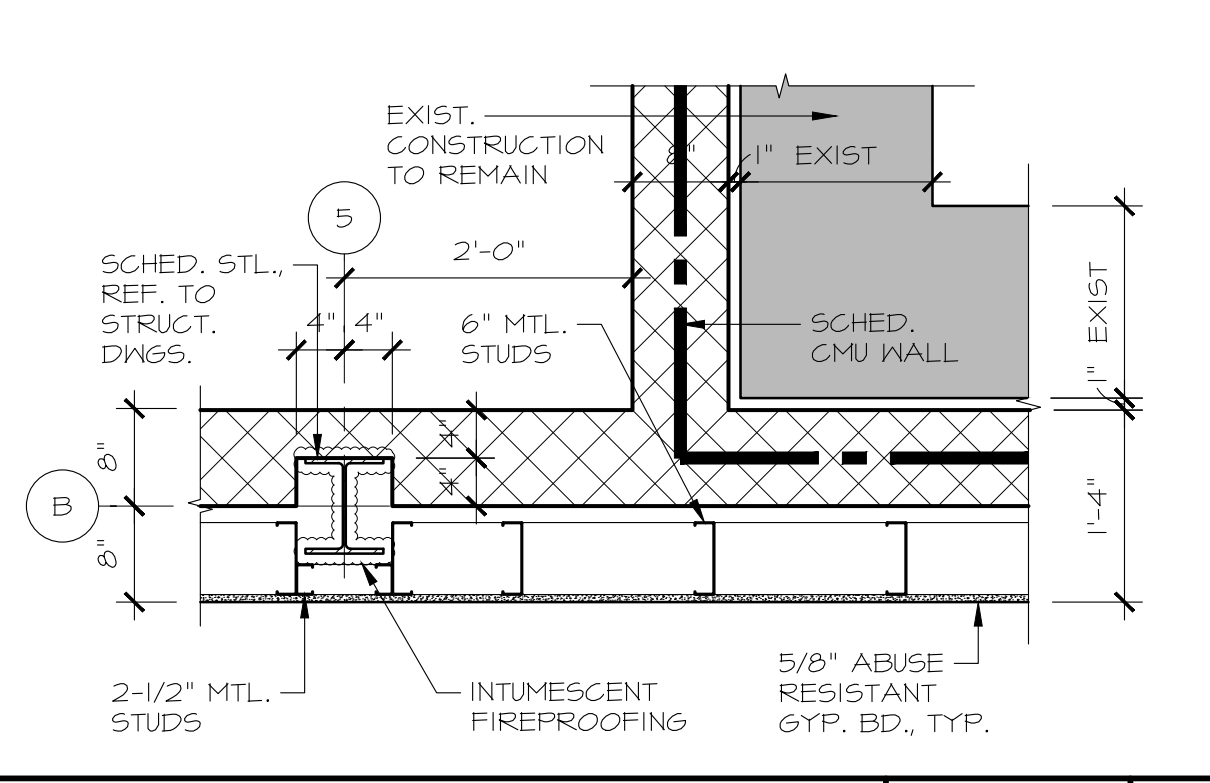 EXIST.
CONSTRUCTION
TO REMAIN
8"
1" EXIST
5
2'-0"
SCHED. STL.,
REF. TO
STRUCT.
DWGS.
4" 4"
6" MTL.
STUDS
SCHED.
CMU WALL
1" EXIST
8"
4"
4"
B
8"
1'-4"
2-1/2" MTL.
STUDS
INTUMESCENT
FIREPROOFING
5/8" ABUSE
RESISTANT
GYP. BD., TYP.